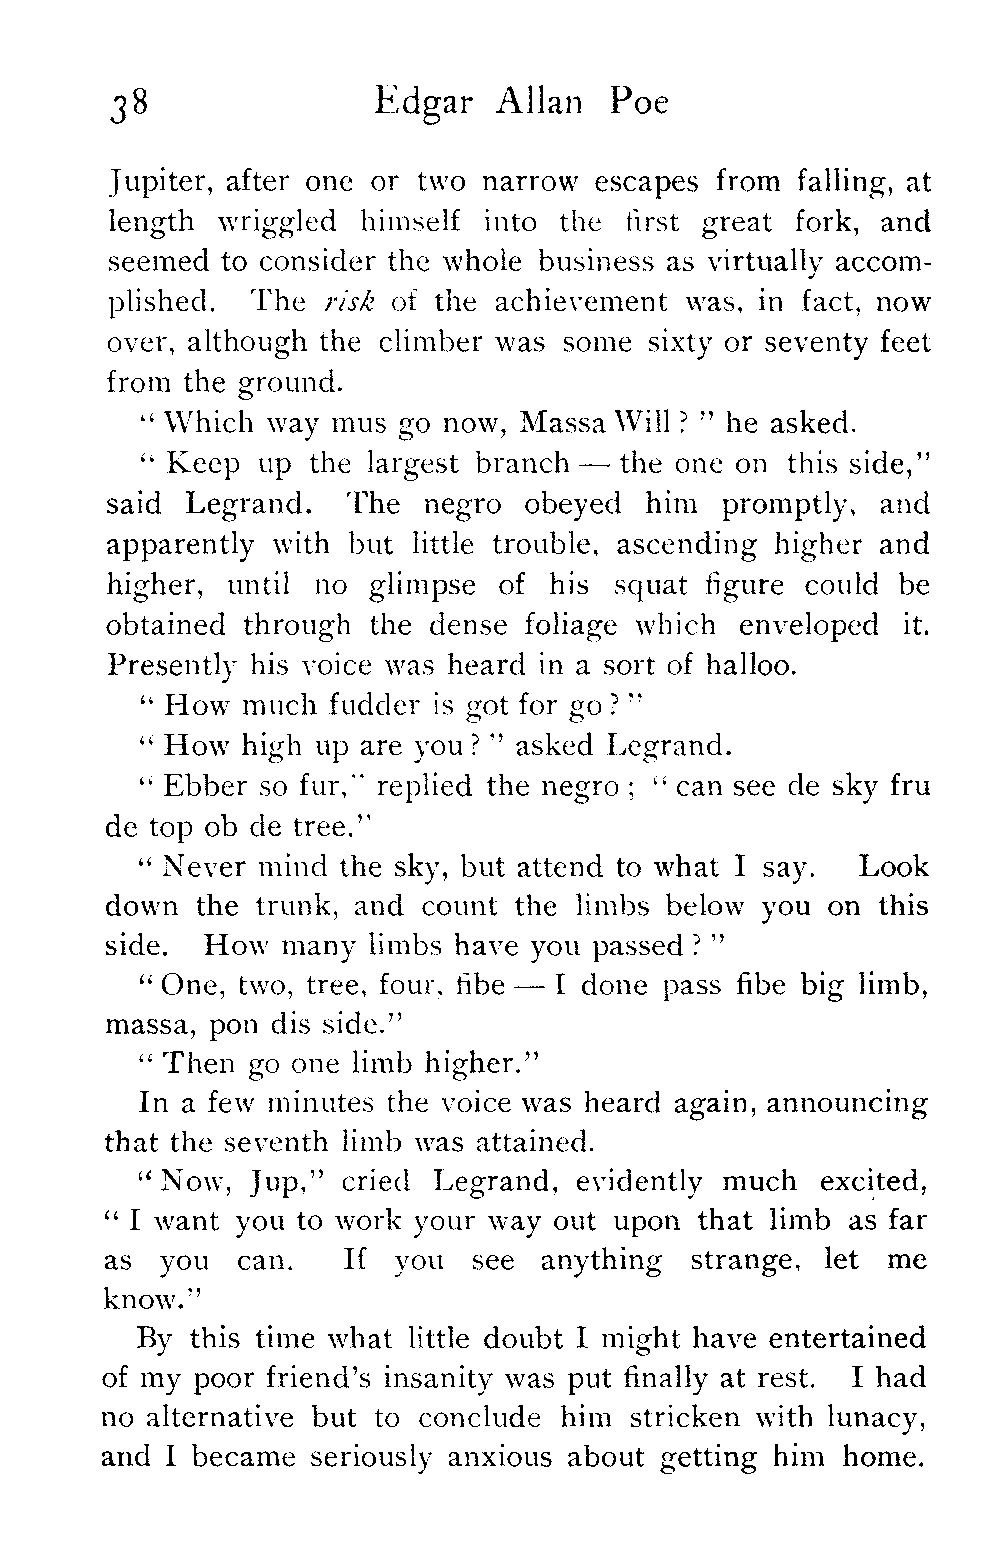 38 Edgar Allan Poe
Jupiter, after one or two narrow escapes from falling, at
length wriggled himself into the first great fork, and
seemed to consider the whole business as virtually accom-
plished. The risk of the achievement was, in fact, now
over, although the climber was some sixty or seventy feet
from the ground.
“ Which way mus go now, Massa Will ? ” he asked.
“ Keep up the largest branch — the one on this side,”
said Legrand. The negro obeyed him promptly, and
apparently with but little trouble, ascending higher and
higher, until no glimpse of his squat figure could be
obtained through the dense foliage which enveloped it.
Presently his voice was heard in a sort of halloo.
“ How much fudder is got for go ? ”
“ How high up are you ? ” asked Legrand.
“ Ebber so fur,” replied the negro ; “ can see de sky fru
de top ob de tree.”
“ Never mind the sky, but attend to what I say. Look
down the trunk, and count the limbs below you on this
side. How many limbs have you passed ? ”
“ One, two, tree, four, fibe — I done pass fibe big limb,
massa, pon dis side.”
“ Then go one limb higher.”
In a few minutes the voice was heard again, announcing
that the seventh limb was attained.
“ Now, Jup,” cried Legrand, evidently much excited,
“ I want you to work your way out upon that limb as far
as you can. If you see anything strange, let me
know.”
By this time what little doubt I might have entertained
of my poor friend’s insanity was put finally at rest. I had
no alternative but to conclude him stricken with lunacy,
and I became seriously anxious about getting him home.